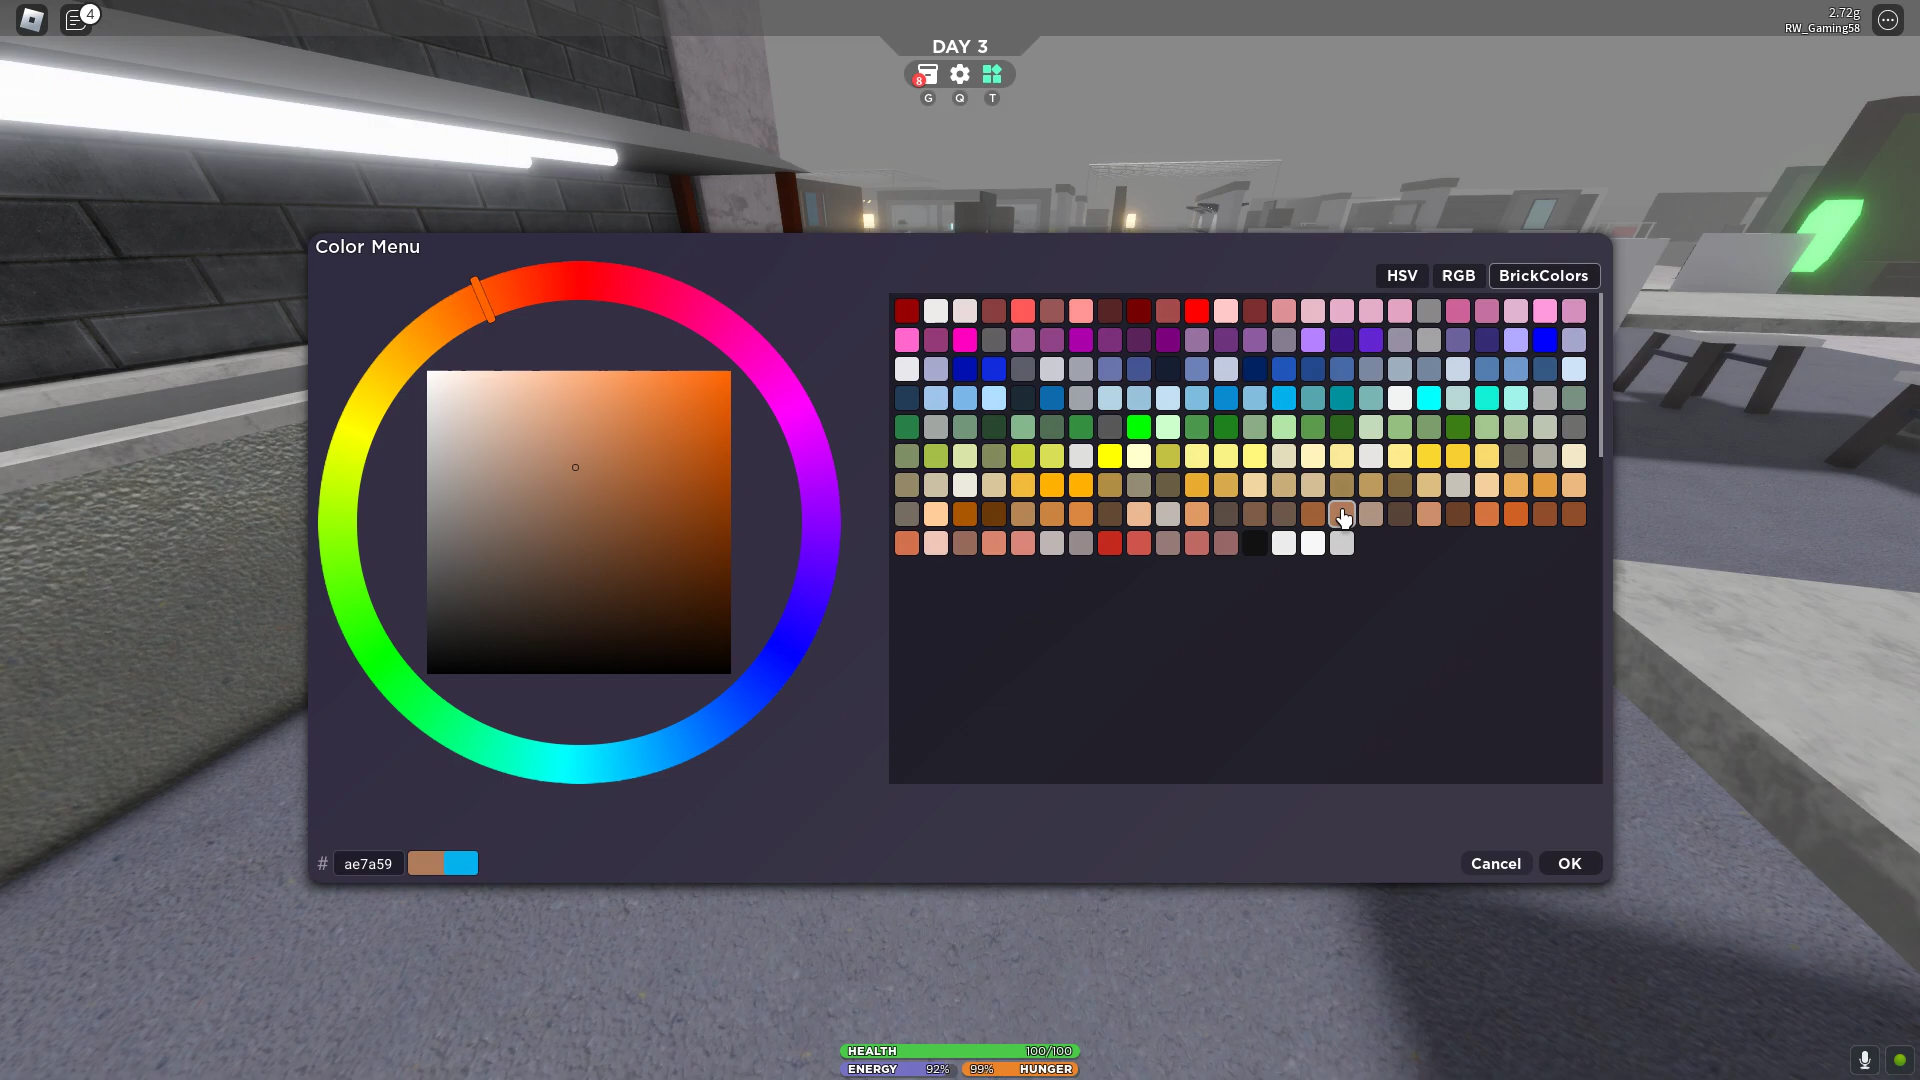 4
2.72g
RW_Gaming58
DAY 3
8
G Q T
Color Menu
HSV RGB BrickColors
# ae7a59
Cancel OK
HEALTH 100/100
ENERGY 92% 99% HUNGER